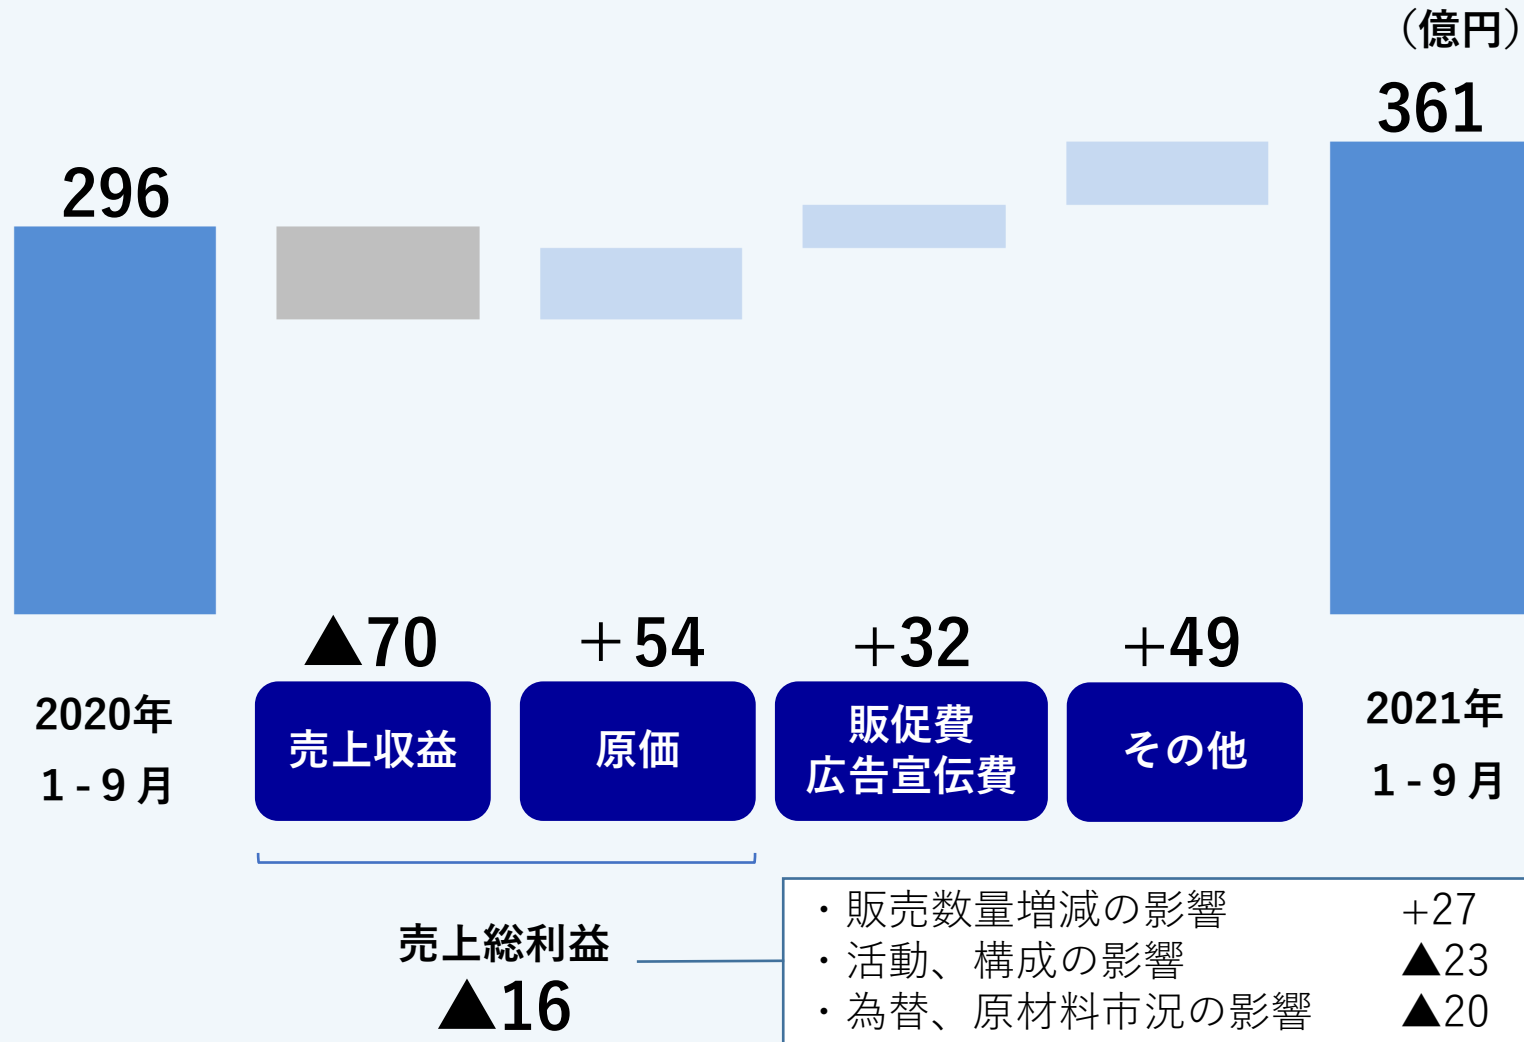 （億円）
361
296
▲70
＋54
＋32
＋49
2020年
1 - 9 月
売上収益
原価
販促費
広告宣伝費
その他
2021年
1 - 9 月
売上総利益
▲16
・販売数量増減の影響 +27
・活動、構成の影響 ▲23
・為替、原材料市況の影響 ▲20